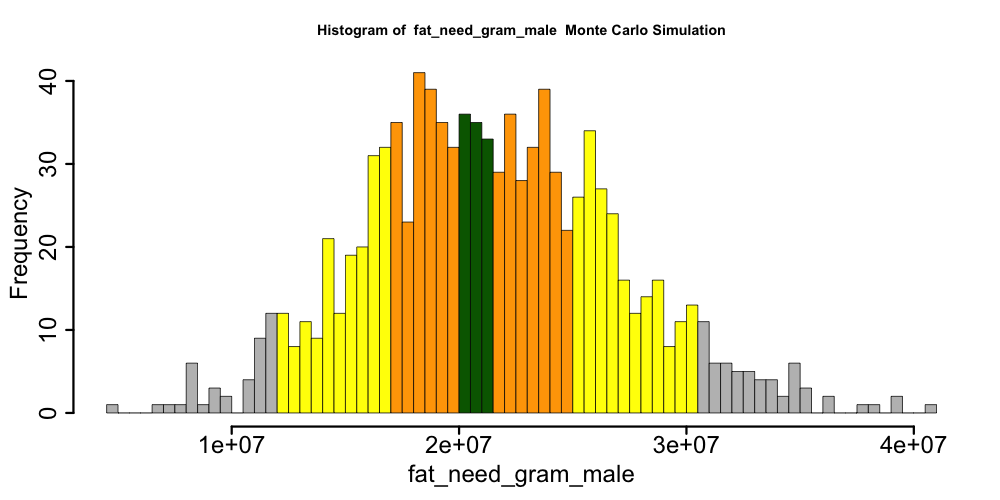 Histogram of  fat_need_gram_male  Monte Carlo Simulation
40
30
20
10
0
Frequency
1e+07 2e+07 3e+07 4e+07
fat_need_gram_male